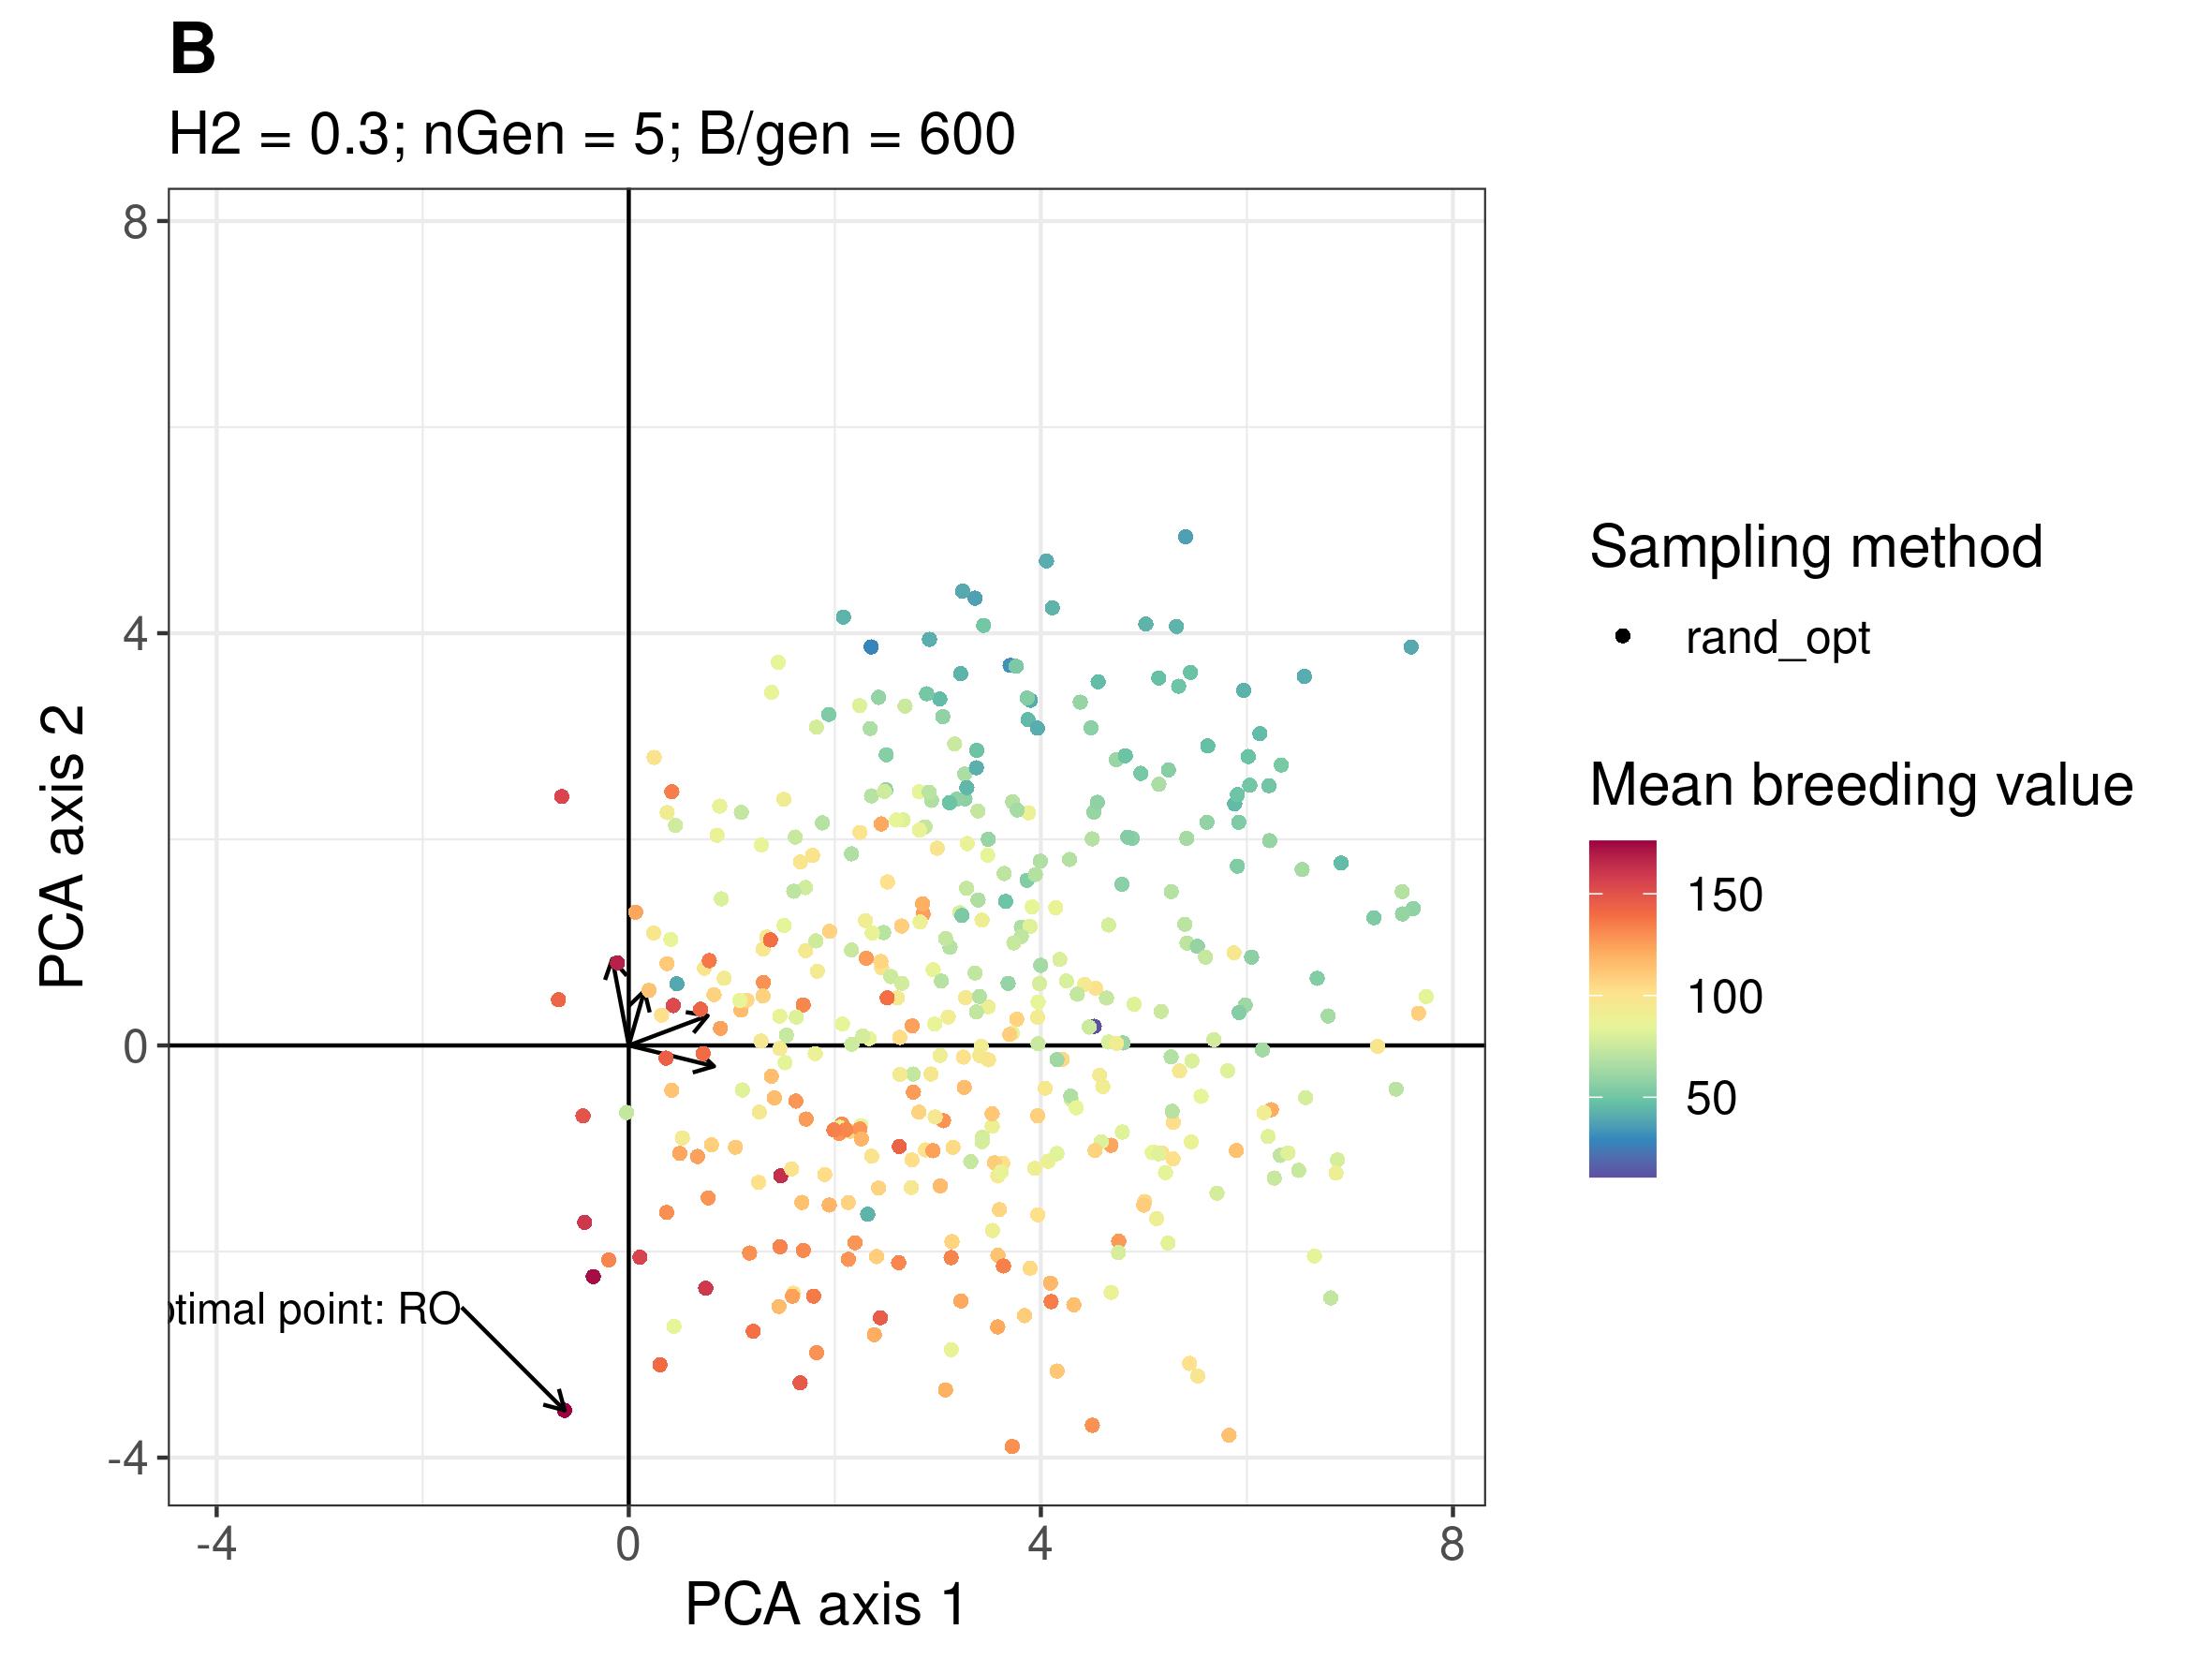 B
H2 = 0.3; nGen = 5; B/gen = 600
8
4
0
-4
PCA axis 2
timal point: RO
-4
0
4
8
PCA axis 1
Sampling method
rand_opt
Mean breeding value
150
100
50